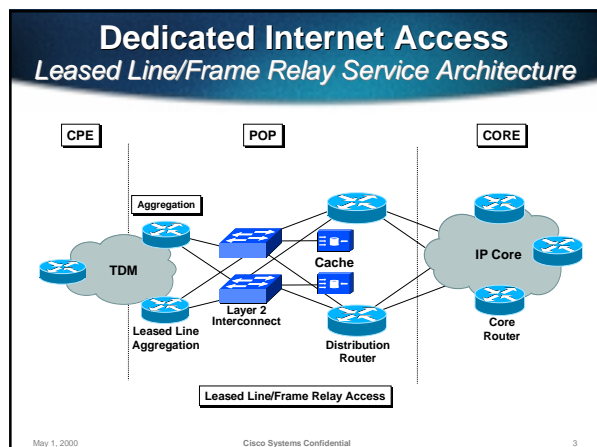 Dedicated Internet Access
Leased Line/Frame Relay Service Architecture
CPE
POP
CORE
Aggregation
TDM
Cache
IP Core
Layer 2
Interconnect
Leased Line
Aggregation
Distribution
Router
Core
Router
Leased Line/Frame Relay Access
May 1, 2000
Cisco Systems Confidential
3